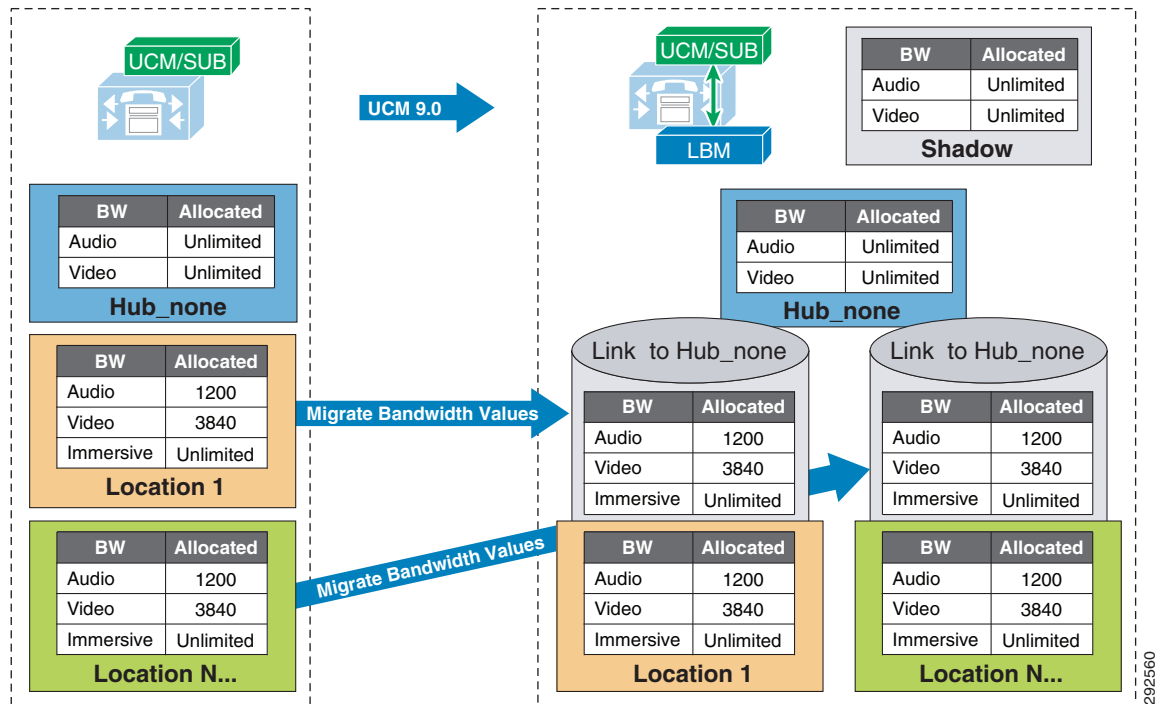 UCM/SUB
UCM 9.0
UCM/SUB
LBM
BW Allocated
Audio Unlimited
Video Unlimited
Shadow
BW Allocated
Audio Unlimited
Video Unlimited
Hub_none
BW Allocated
Audio Unlimited
Video Unlimited
Hub_none
BW Allocated
Audio 1200
Video 3840
Immersive Unlimited
Location 1
Migrate Bandwidth Values
Link to Hub_none
BW Allocated
Audio 1200
Video 3840
Immersive Unlimited
Link to Hub_none
BW Allocated
Audio 1200
Video 3840
Immersive Unlimited
BW Allocated
Audio 1200
Video 3840
Immersive Unlimited
Location N...
Migrate Bandwidth Values
BW Allocated
Audio 1200
Video 3840
Immersive Unlimited
Location 1
BW Allocated
Audio 1200
Video 3840
Immersive Unlimited
Location N...
292560